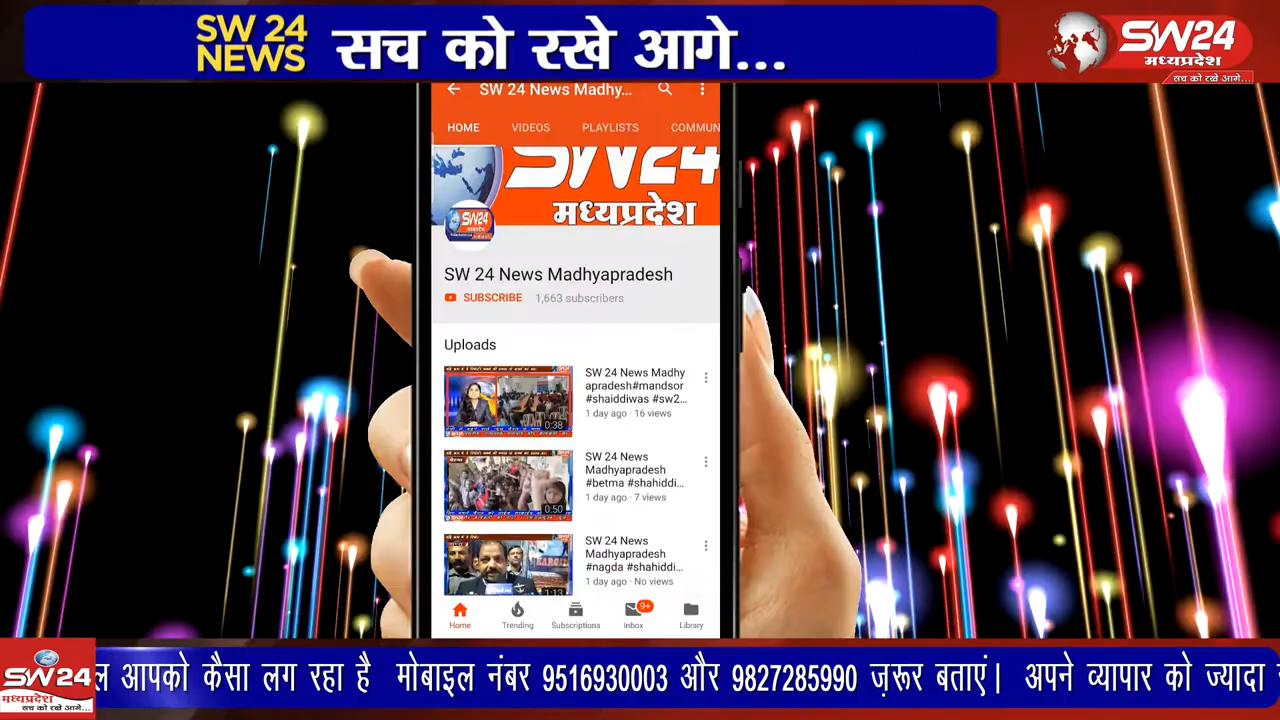 SW 24
NEWS
सच को रखे आगे...
SW24
मध्यप्रदेश
सच को रखे आगे...
SW 24 News Madhy...
HOME VIDEOS PLAYLISTS COMMUN
SW24
मध्यप्रदेश
SW24
SW 24 News Madhyapradesh
SUBSCRIBE 1,663 subscribers
Uploads
SW 24 News Madhy
apradesh#mandsor
#shaiddiwas #sw2...
1 day ago · 16 views
0:38
SW 24 News
Madhyapradesh
#betma #shahiddi...
1 day ago · 7 views
0:50
SW 24 News
Madhyapradesh
#nagda #shahiddi...
1 day ago · No views
1:13
9+
Home Trending Subscriptions Inbox Library
SW24
मध्यप्रदेश
सच को रखे आगे...
ल आपको कैसा लग रहा है मोबाइल नंबर 9516930003 और 9827285990 ज़रूर बताएं। अपने व्यापार को ज्यादा